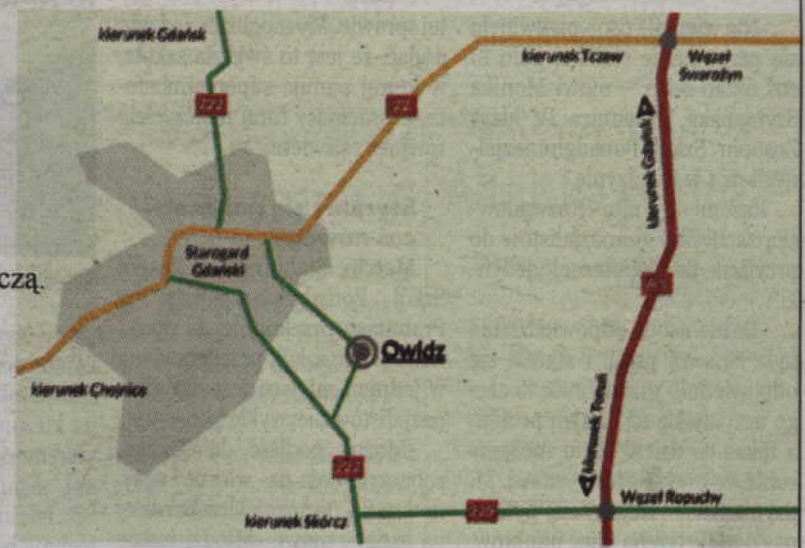 kierunek Gdańsk
kierunek Tczew
Węzeł
Swarożyn
222
22
kierunek Gdańsk
Starogard
Gdański
czą.
A1
Owidz
kierunek Chojnice
kierunek Toruń
222
Węzeł Ropuchy
kierunek Skórcz